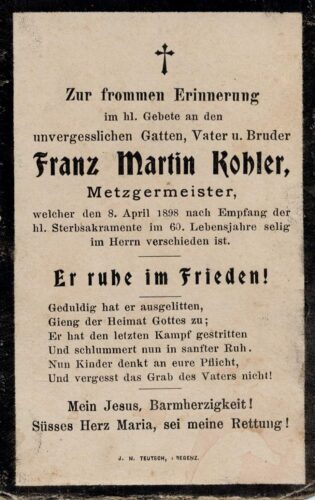 Zur frommen Erinnerung
im hl. Gebete an den
unvergesslichen Gatten, Vater u. Bruder
Franz Martin Kohler,
Metzgermeister,
welcher den 8. April 1898 nach Empfang der
hl. Sterbsakramente im 60. Lebensjahre selig
im Herrn verschieden ist.
Er ruhe im Frieden!
Geduldig hat er ausgelitten,
Gieng der Heimat Gottes zu;
Er hat den letzten Kampf gestritten
Und schlummert nun in sanfter Ruh.
Nun Kinder denkt an eure Pflicht,
Und vergesst das Grab des Vaters nicht!
Mein Jesus, Barmherzigkeit!
Süsses Herz Maria, sei meine Rettung!
J. N. TEUTSCH, REGENZ.